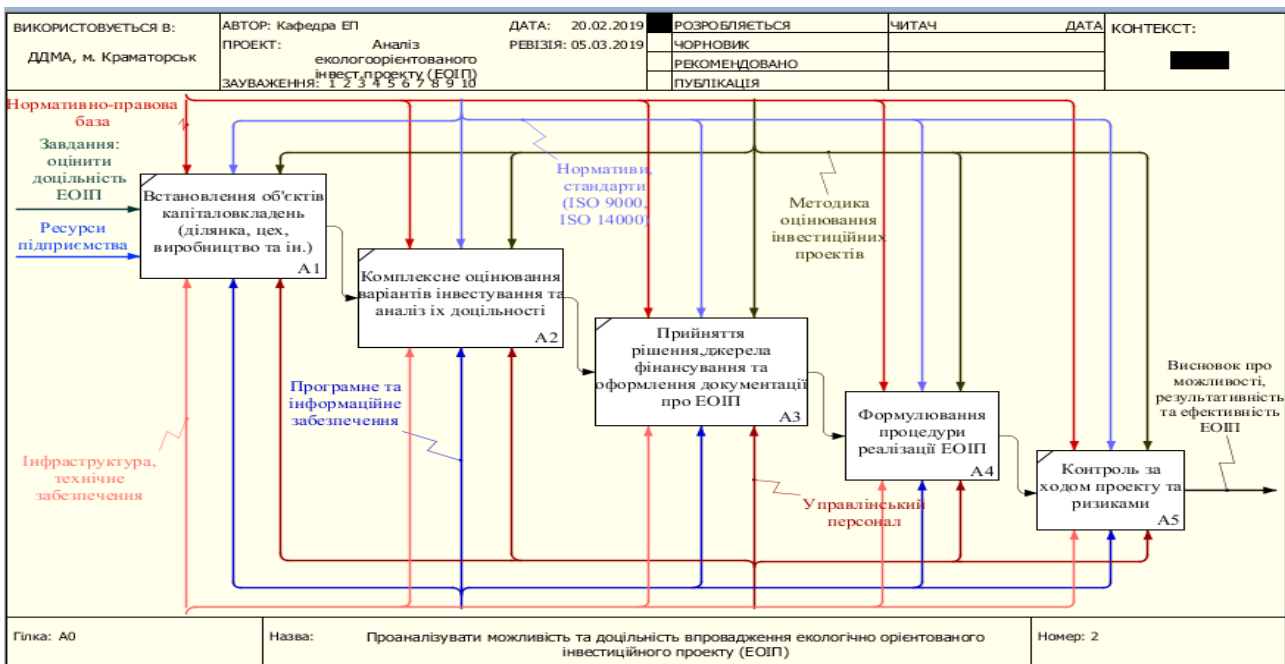 ВИКОРИСТОВУЄТЬСЯ В:
ДДМА, м. Краматорськ
АВТОР: Кафедра ЕП
ДАТА: 20.02.2019
ПРОЕКТ: Аналіз
РЕВІЗІЯ: 05.03.2019
екологоорієнтованого
інвест.проекту (ЕОІП)
ЗАУВАЖЕННЯ: 1 2 3 4 5 6 7 8 9 10
РОЗРОБЛЯЄТЬСЯ
ЧОРНОВИК
РЕКОМЕНДОВАНО
ПУБЛІКАЦІЯ
ЧИТАЧ
ДАТА
КОНТЕКСТ:
Нормативно-правова
база
Завдання:
оцінити
доцільність
ЕОІП
Ресурси
підприємства
Встановлення об'єктів
капіталовкладень
(ділянка, цех,
виробництво та ін.)
A1
Нормативи,
стандарти
(ISO 9000,
ISO 14000)
Методика
оцінювання
інвестиційних
проектів
Комплексне оцінювання
варіантів інвестування та
аналіз їх доцільності
A2
Прийняття
рішення,джерела
фінансування та
оформлення документації
про ЕОІП
A3
Програмне та
інформаційне
забезпечення
Формулювання
процедури
реалізації ЕОІП
A4
Висновок про
можливості,
результативність
та ефективність
ЕОІП
Інфраструктура,
технічне
забезпечення
Управлінський
персонал
Контроль за
ходом проекту та
ризиками
A5
Гілка: A0
Назва: Проаналізувати можливість та доцільність впровадження екологічно орієнтованого
інвестиційного проекту (ЕОІП)
Номер: 2